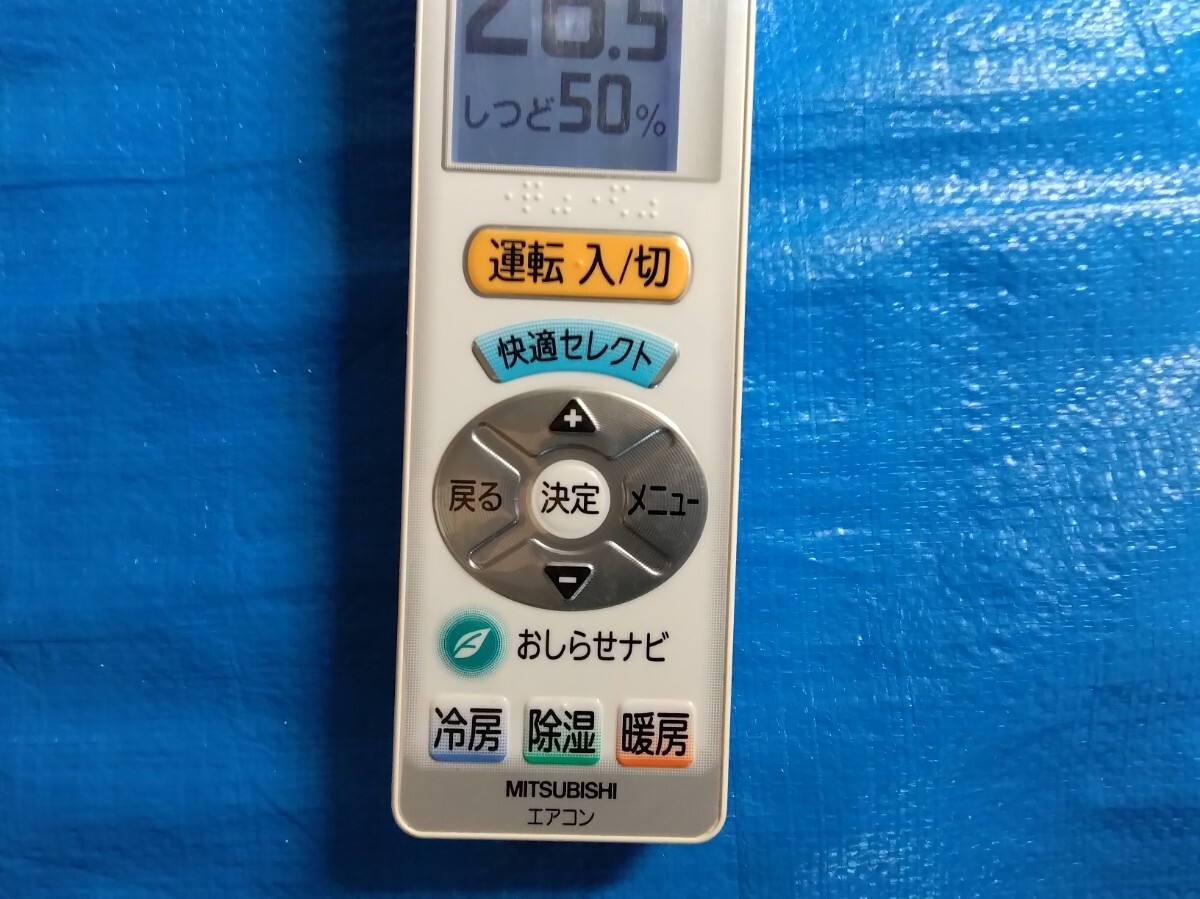 26.5
しつど50%
運転 入/切
快適セレクト
+
戻る 決定 メニュー
-
おしらせナビ
冷房 除湿 暖房
MITSUBISHI
エアコン